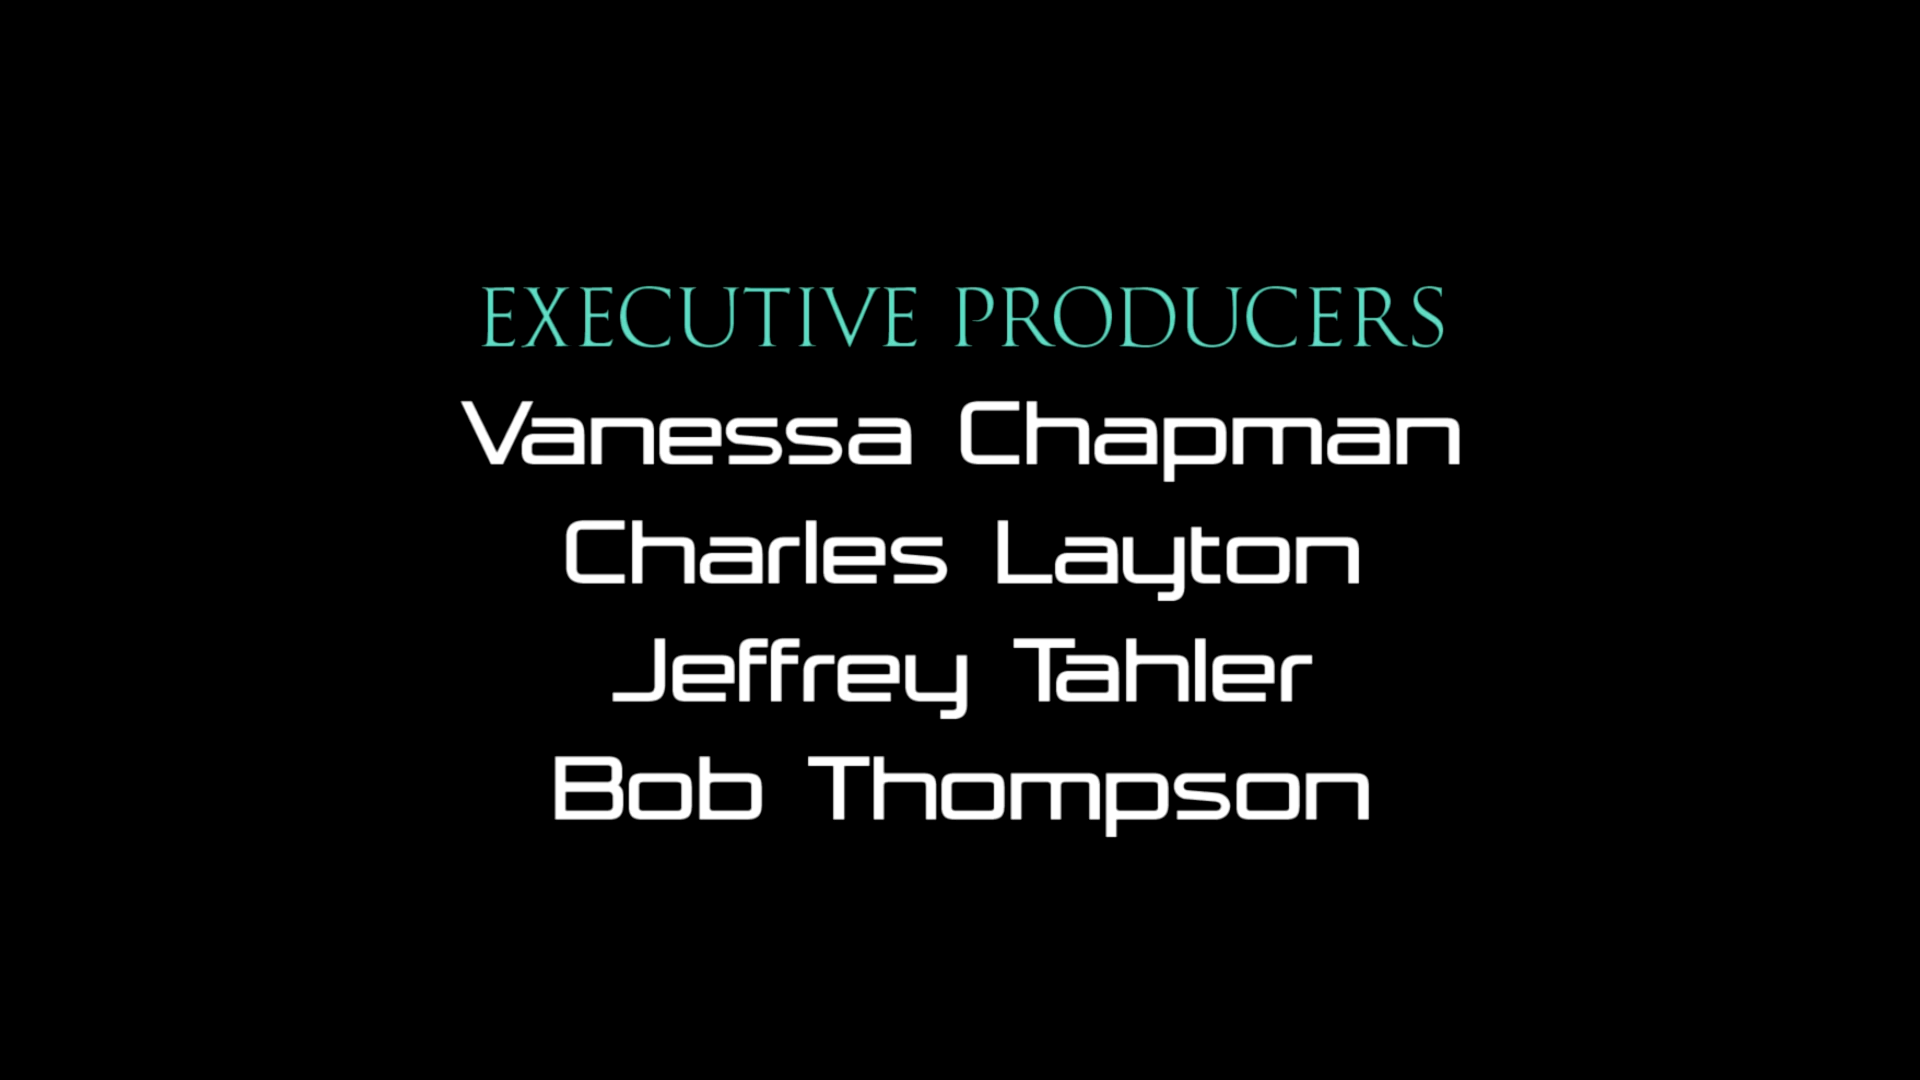 EXECUTIVE PRODUCERS
Vanessa Chapman
Charles Layton
Jeffrey Tahler
Bob Thompson